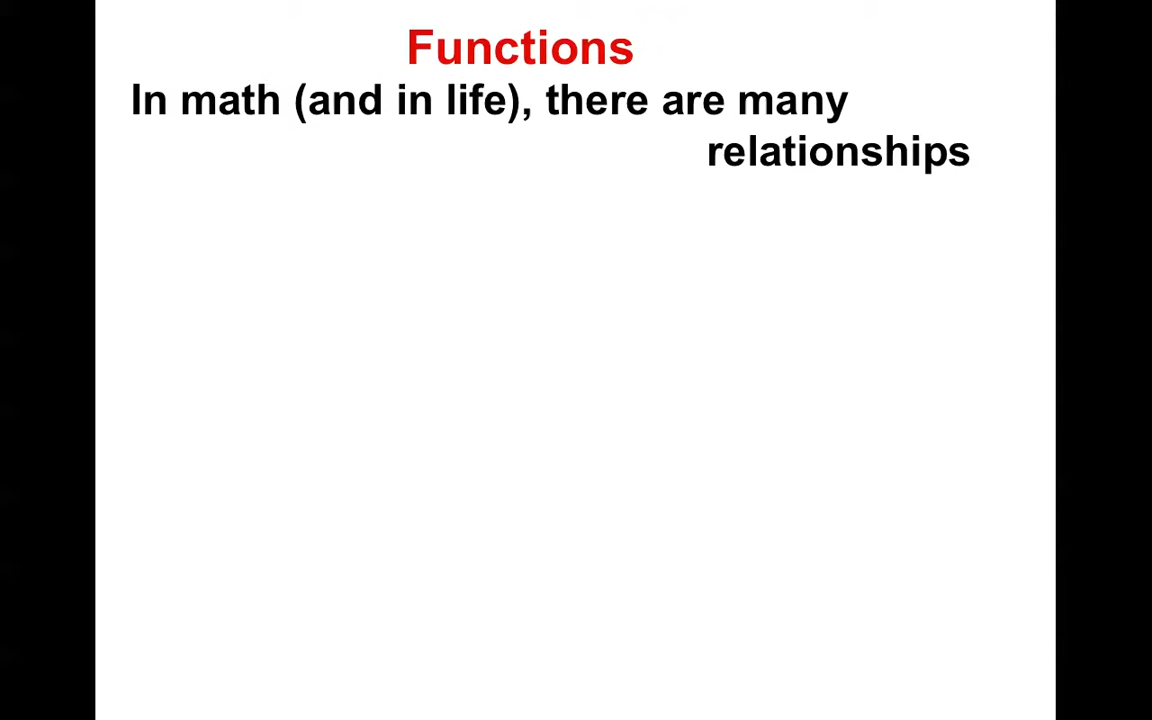 Functions
In math (and in life), there are many
relationships